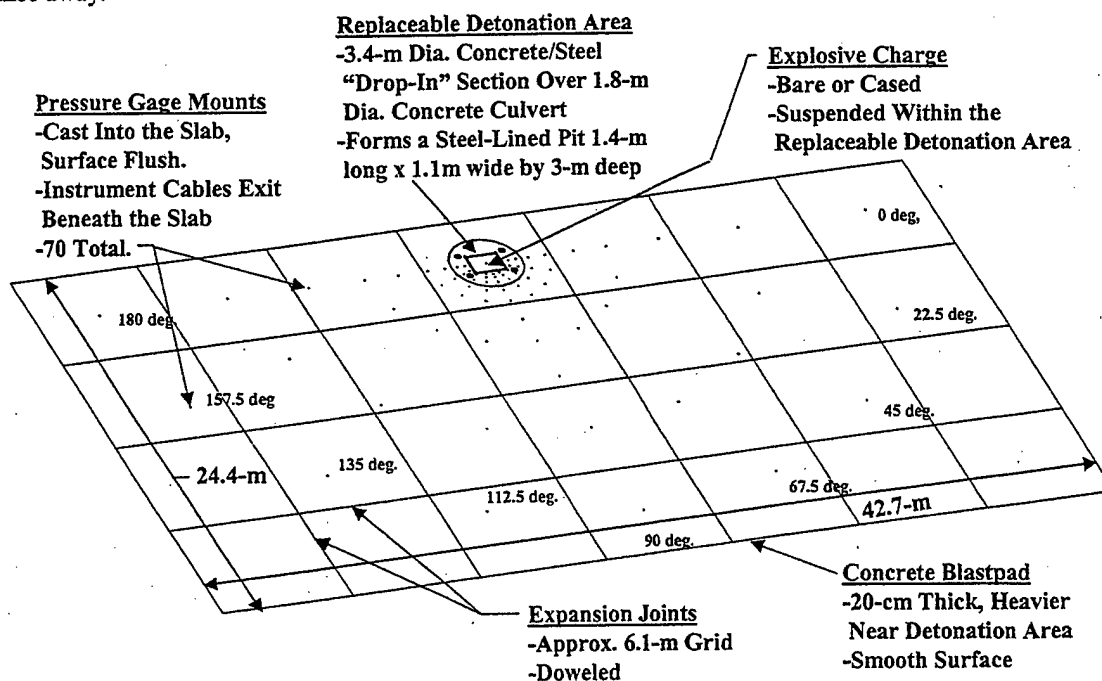 Replaceable Detonation Area
-3.4-m Dia. Concrete/Steel
“Drop-In” Section Over 1.8-m
Dia. Concrete Culvert
-Forms a Steel-Lined Pit 1.4-m
long x 1.1m wide by 3-m deep
Explosive Charge
-Bare or Cased
-Suspended Within the
Replaceable Detonation Area
Pressure Gage Mounts
-Cast Into the Slab,
Surface Flush.
-Instrument Cables Exit
Beneath the Slab
-70 Total.
0 deg,
180 deg.
22.5 deg.
157.5 deg
45 deg.
24.4-m
135 deg.
112.5 deg.
67.5 deg.
42.7-m
90 deg.
Expansion Joints
-Approx. 6.1-m Grid
-Doweled
Concrete Blastpad
-20-cm Thick, Heavier
Near Detonation Area
-Smooth Surface